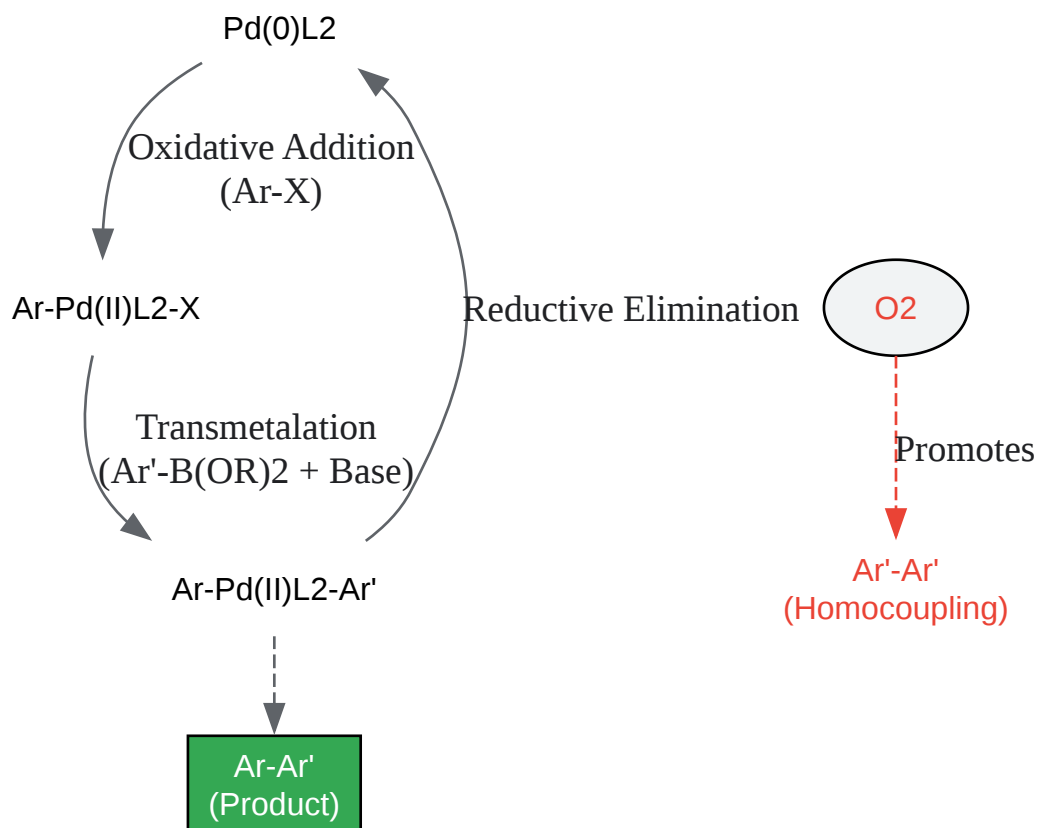 Pd(0)L2
Oxidative Addition
(Ar-X)
Ar-Pd(II)L2-X
Reductive Elimination
O2
Transmetalation
(Ar'-B(OR)2 + Base)
Promotes
Ar-Pd(II)L2-Ar'
Ar'-Ar'
(Homocoupling)
Ar-Ar'
(Product)